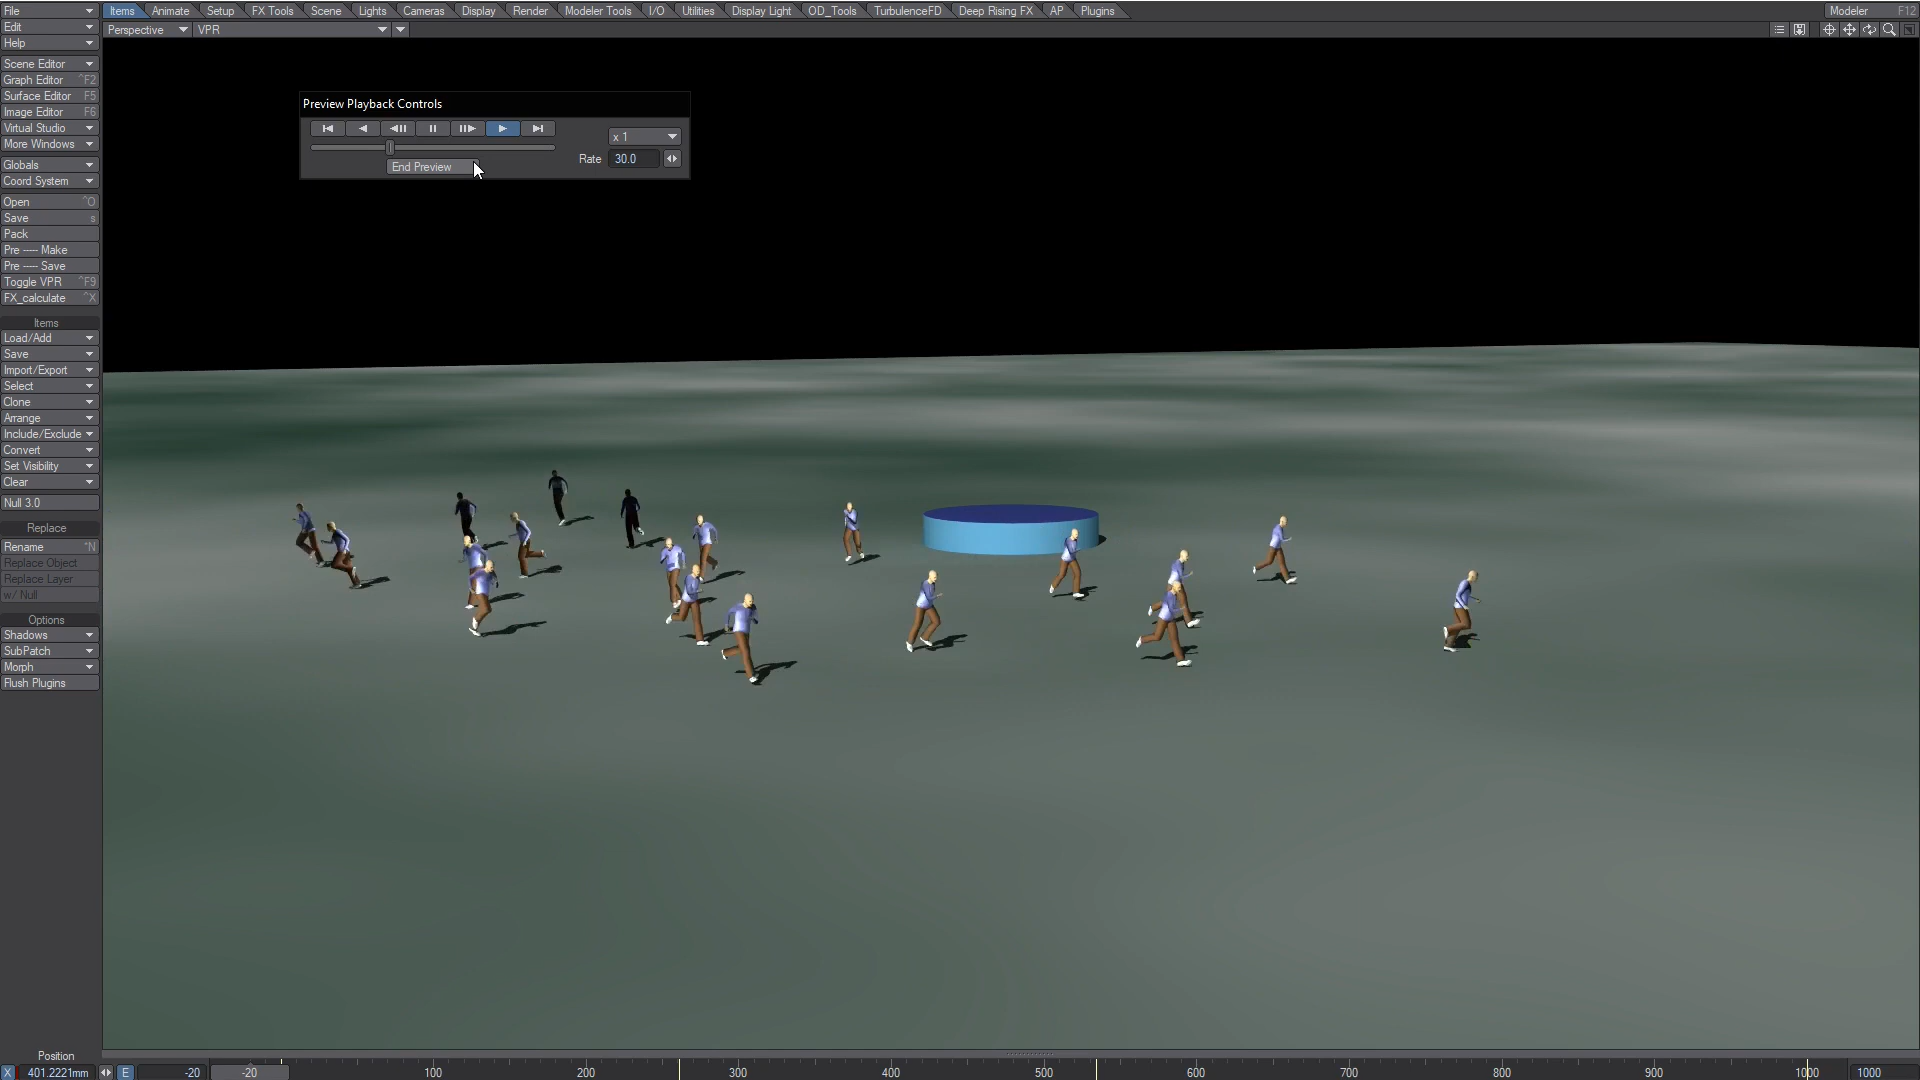 File Items Animate Setup FX Tools Scene Lights Cameras Display Render Modeler Tools I/O Utilities Display Light OD_Tools TurbulenceFD Deep Rising FX AP Plugins Modeler F12
Edit Perspective VPR
Help
Scene Editor
Graph Editor ^F2
Surface Editor F5
Image Editor F6
Virtual Studio
More Windows
Globals
Coord System
Open ^O
Save s
Pack
Pre ---- Make
Pre ---- Save
Toggle VPR ^F9
FX_calculate ^X
Items
Load/Add
Save
Import/Export
Select
Clone
Arrange
Include/Exclude
Convert
Set Visibility
Clear
Null 3.0
Replace
Rename ^N
Replace Object
Replace Layer
w/ Null
Options
Shadows
SubPatch
Morph
Flush Plugins
Preview Playback Controls
x 1
Rate 30.0
End Preview
Position
X 401.2221mm E -20 -20 100 200 300 400 500 600 700 800 900 1000 1000